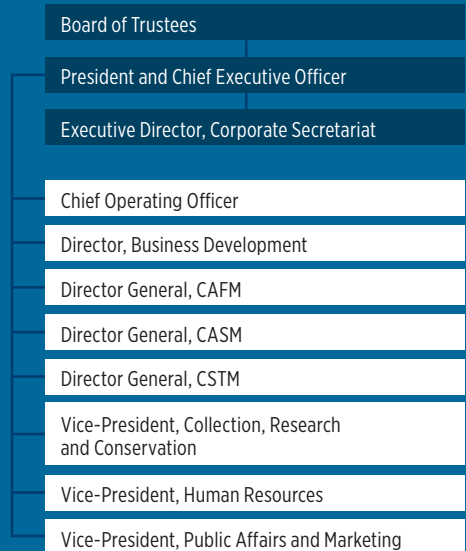 Board of Trustees
President and Chief Executive Officer
Executive Director, Corporate Secretariat
Chief Operating Officer
Director, Business Development
Director General, CAFM
Director General, CASM
Director General, CSTM
Vice-President, Collection, Research
and Conservation
Vice-President, Human Resources
Vice-President, Public Affairs and Marketing